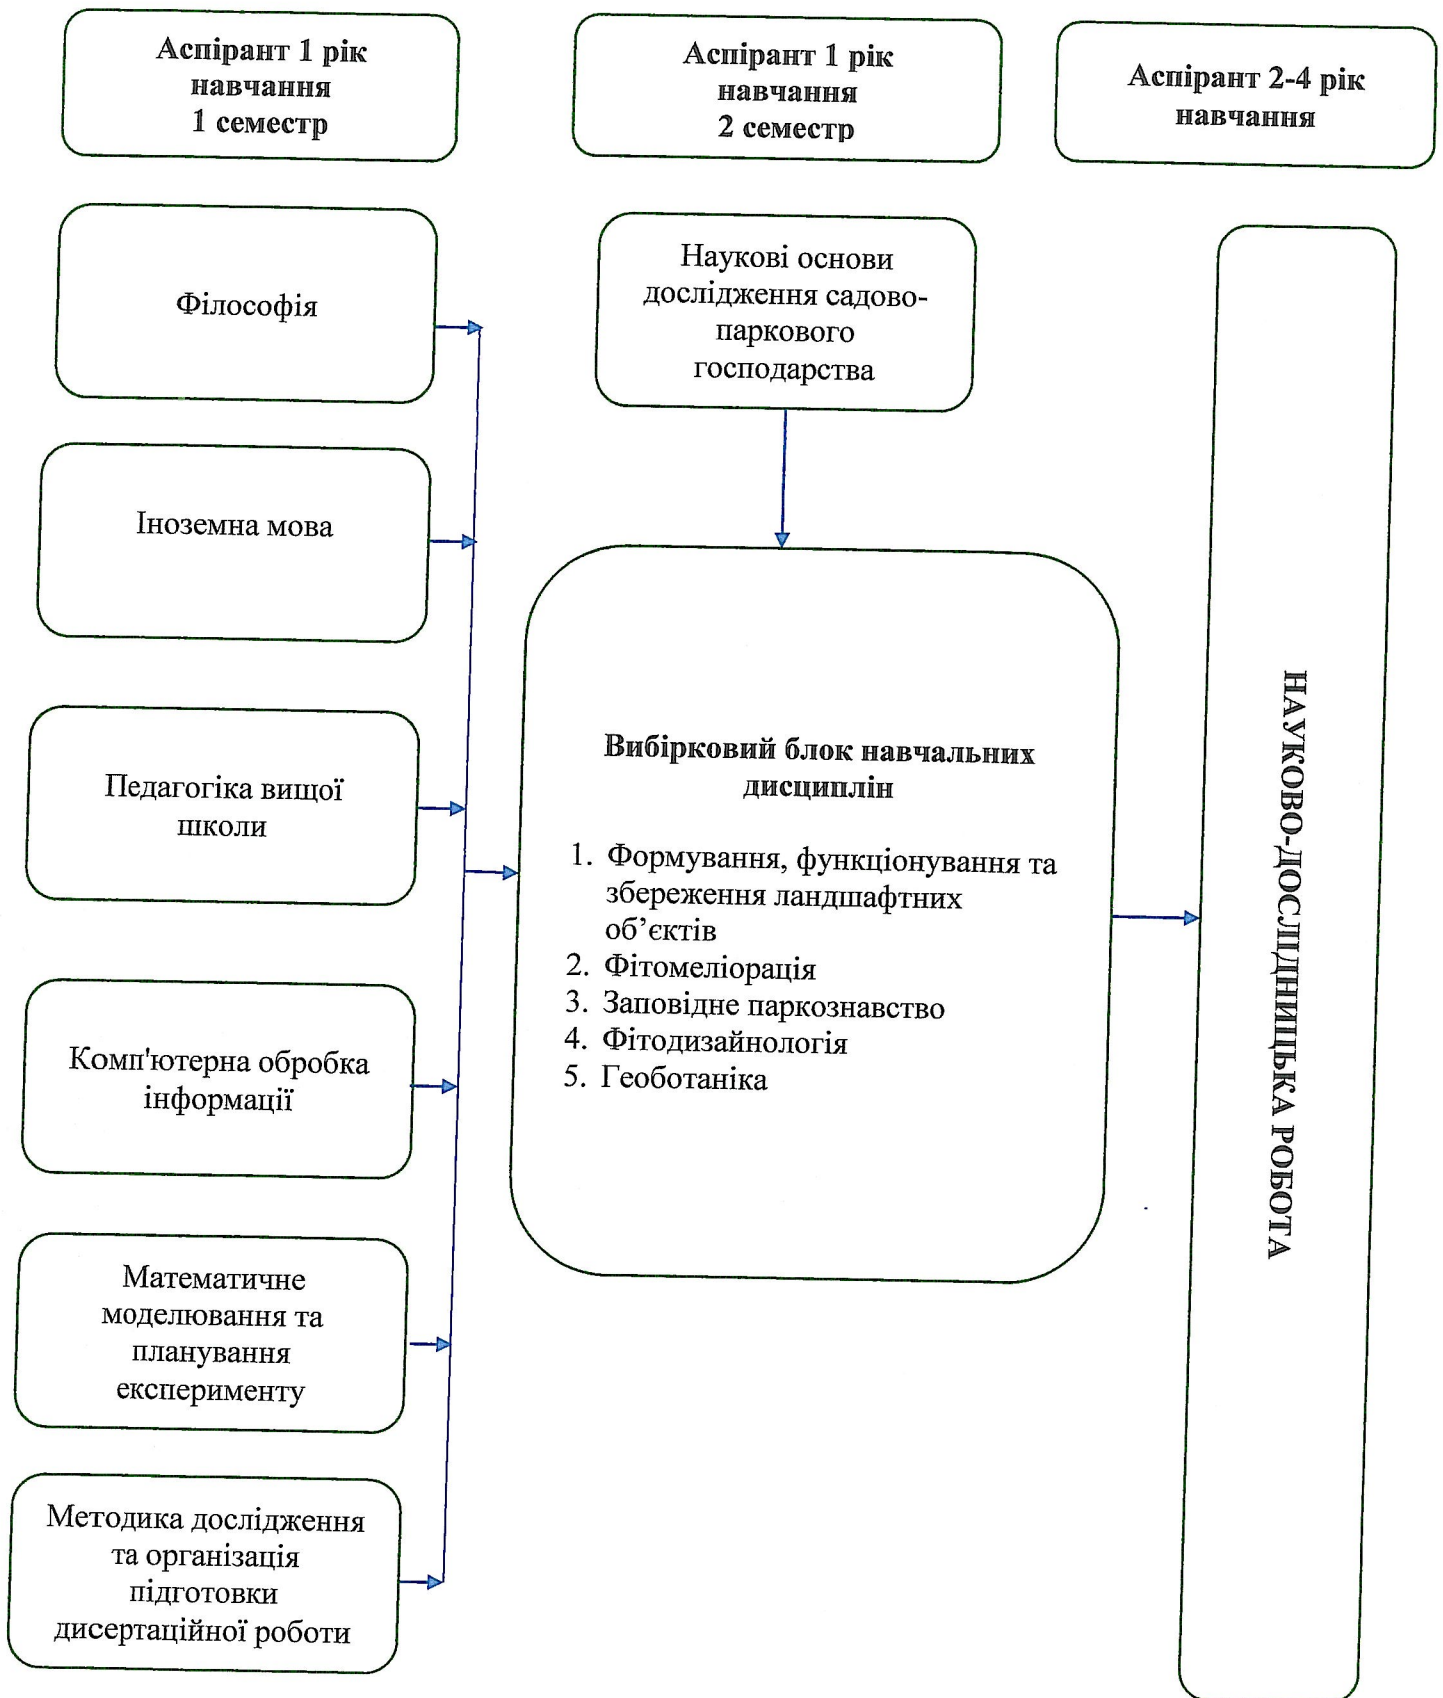 Аспірант 1 рік
навчання
1 семестр
Аспірант 1 рік
навчання
2 семестр
Аспірант 2-4 рік
навчання
Філософія
Іноземна мова
Педагогіка вищої
школи
Комп'ютерна обробка
інформації
Математичне
моделювання та
планування
експерименту
Методика дослідження
та організація
підготовки
дисертаційної роботи
Наукові основи
дослідження садово-
паркового
господарства
Вибірковий блок навчальних
дисциплін
1. Формування, функціонування та
збереження ландшафтних
об’єктів
2. Фітомеліорація
3. Заповідне паркознавство
4. Фітодизайнологія
5. Геоботаніка
НАУКОВО-ДОСЛІДНИЦЬКА РОБОТА